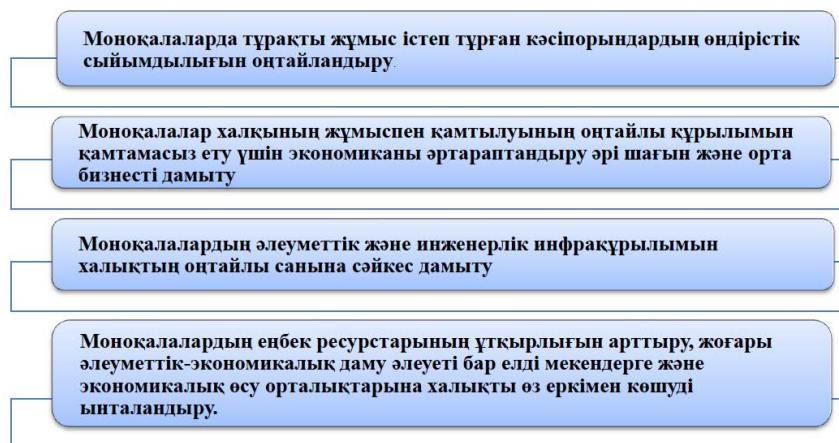 Моноқалаларда тұрақты жұмыс істеп тұрған кәсіпорындардың өндірістік
сыйымдылығын оңтайландыру.
Моноқалалар халқының жұмыспен қамтылуының оңтайлы құрылымын
қамтамасыз ету үшін экономиканы әртараптандыру әрі шағын және орта
бизнесті дамыту
Моноқалалардың әлеуметтік және инженерлік инфрақұрылымын
халықтың оңтайлы санына сәйкес дамыту
Моноқалалардың еңбек ресурстарының ұтқырлығын арттыру, жоғары
әлеуметтік-экономикалық даму әлеуеті бар елді мекендерге және
экономикалық өсу орталықтарына халықты өз еркімен көшуді
ынталандыру.